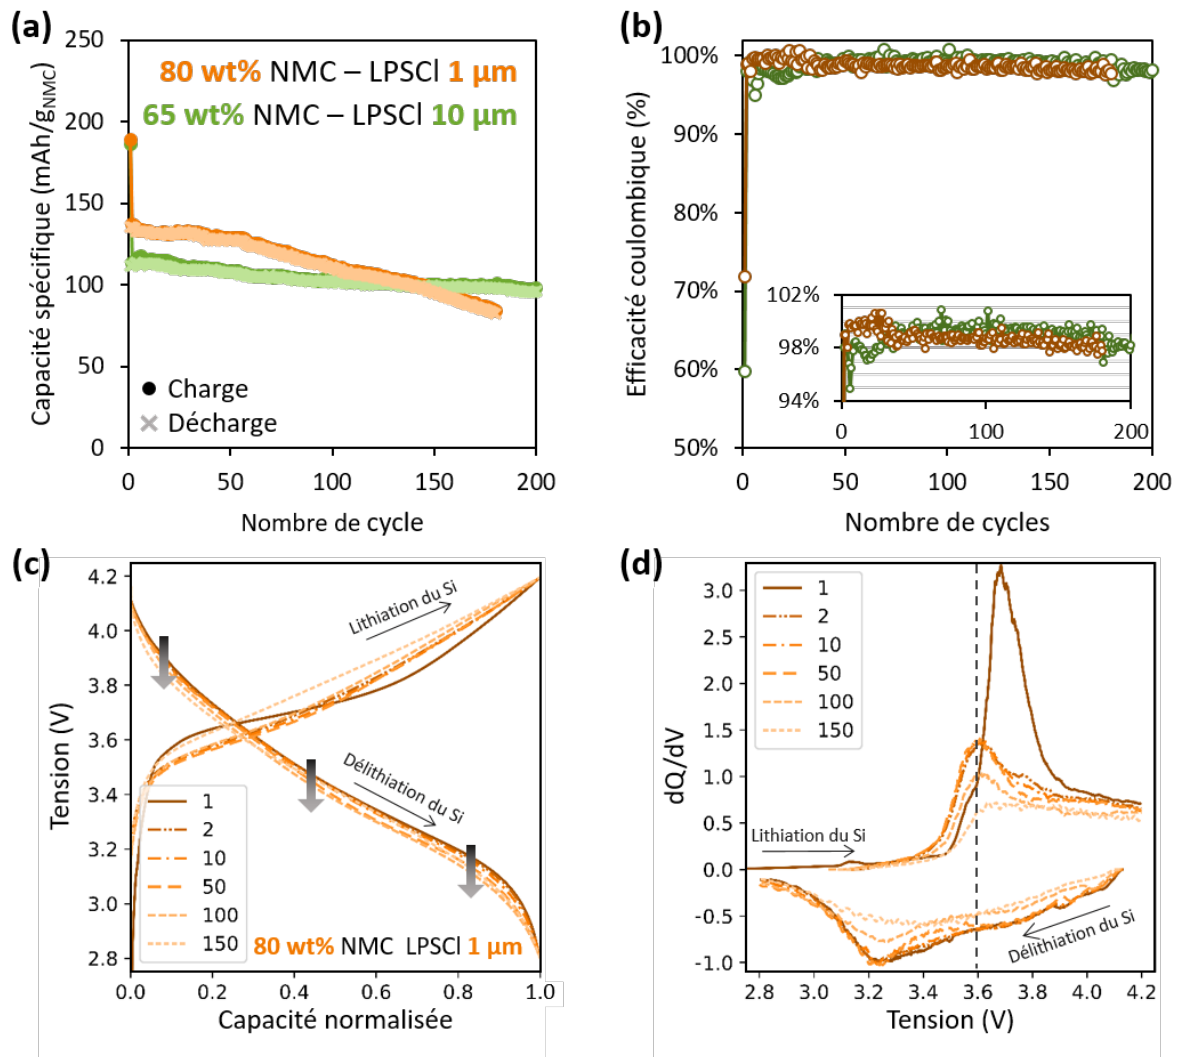 (a)
250
200
150
100
50
0
Capacité spécifique (mAh/gNMC)
80 wt% NMC – LPSCl 1 µm
65 wt% NMC – LPSCl 10 µm
Charge
Décharge
0 50 100 150 200
Nombre de cycle
(b)
100%
90%
80%
70%
60%
50%
Efficacité coulombique (%)
102%
98%
94%
0 100 200
0 50 100 150 200
Nombre de cycles
(c)
4.2
4.0
3.8
3.6
3.4
3.2
3.0
2.8
Tension (V)
Lithiation du Si
Délithiation du Si
1
2
10
50
100
150
80 wt% NMC LPSCl 1 µm
0.0 0.2 0.4 0.6 0.8 1.0
Capacité normalisée
(d)
3.0
2.5
2.0
1.5
1.0
0.5
0.0
-0.5
-1.0
dQ/dV
1
2
10
50
100
150
Lithiation du Si
Délithiation du Si
2.8 3.0 3.2 3.4 3.6 3.8 4.0 4.2
Tension (V)